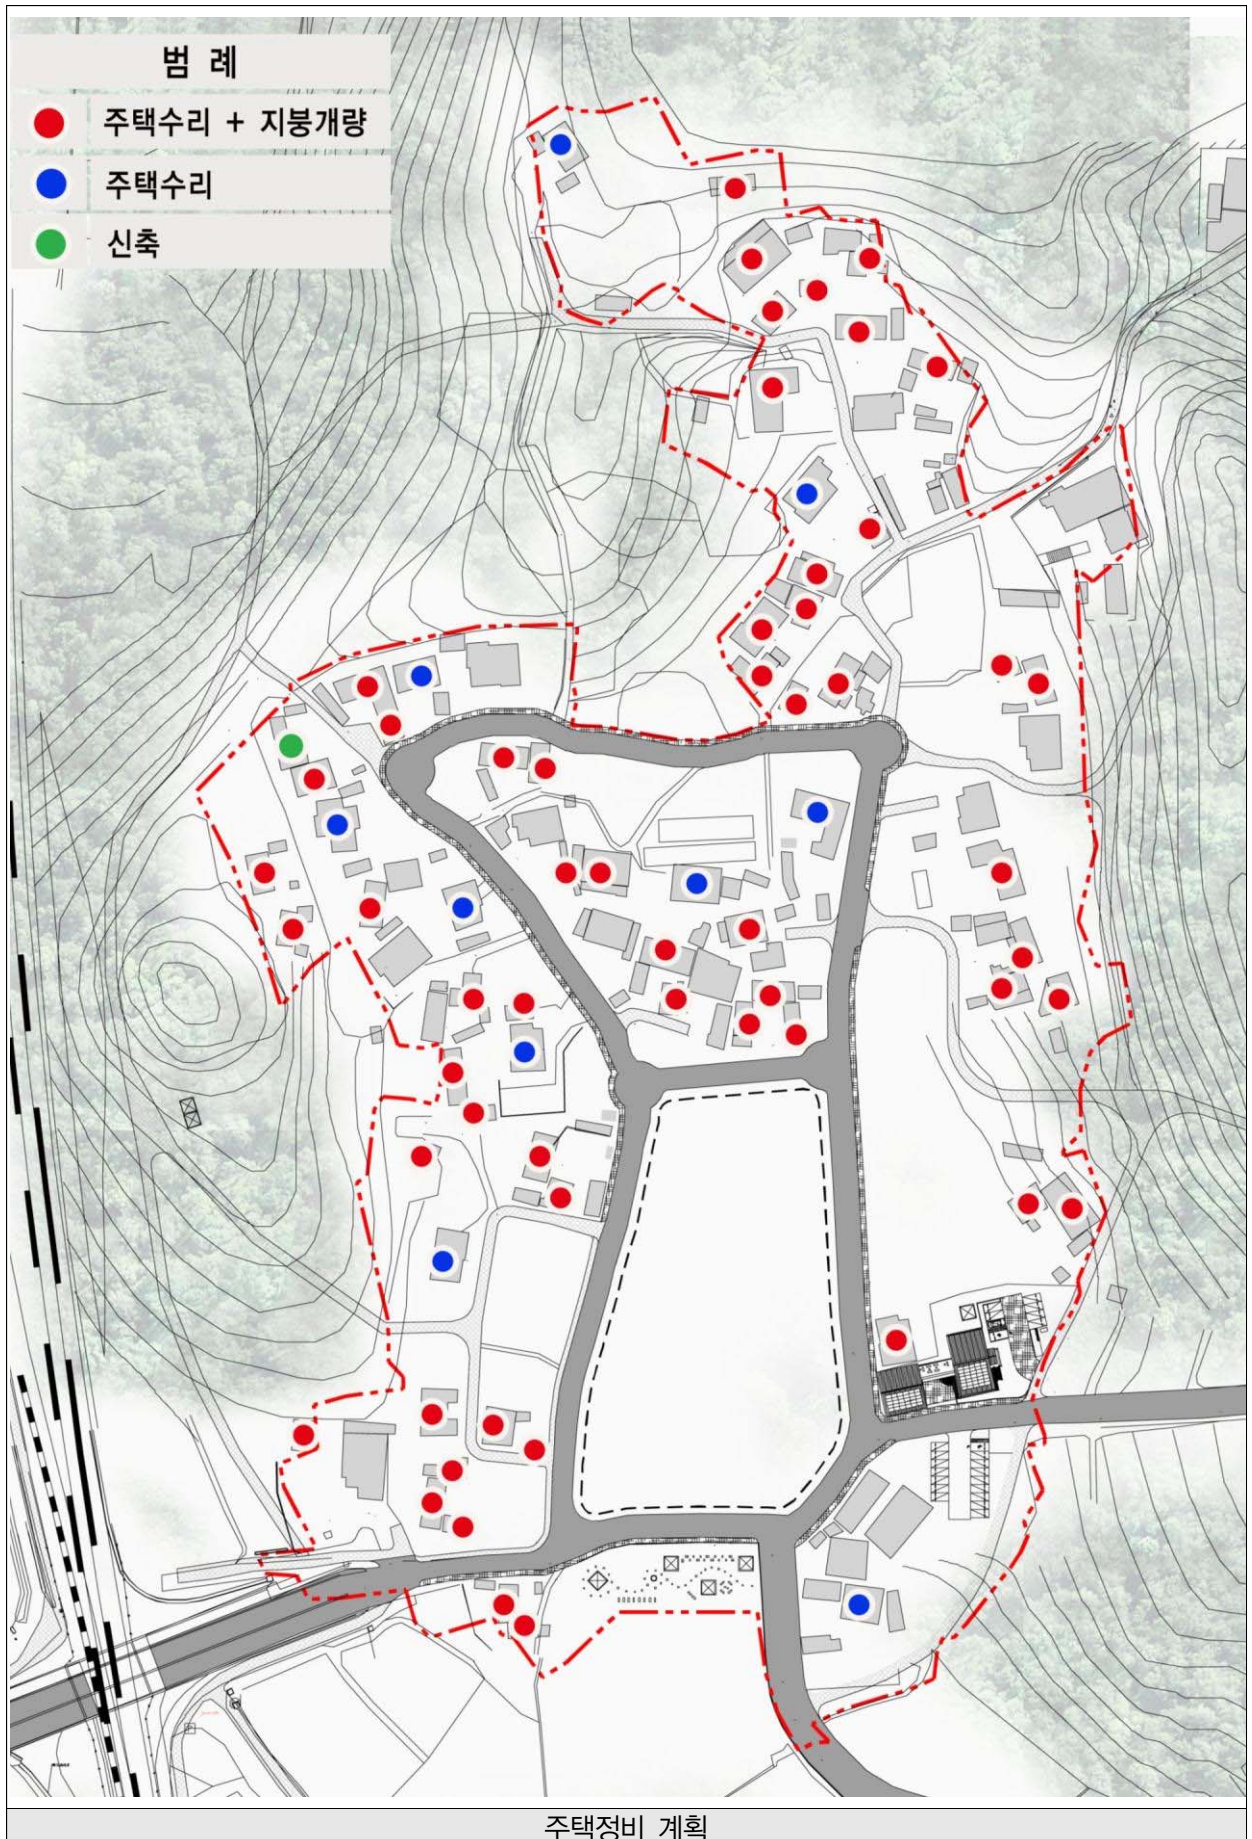 범 례
주택수리 + 지붕개량
주택수리
신축
주택정비 계획